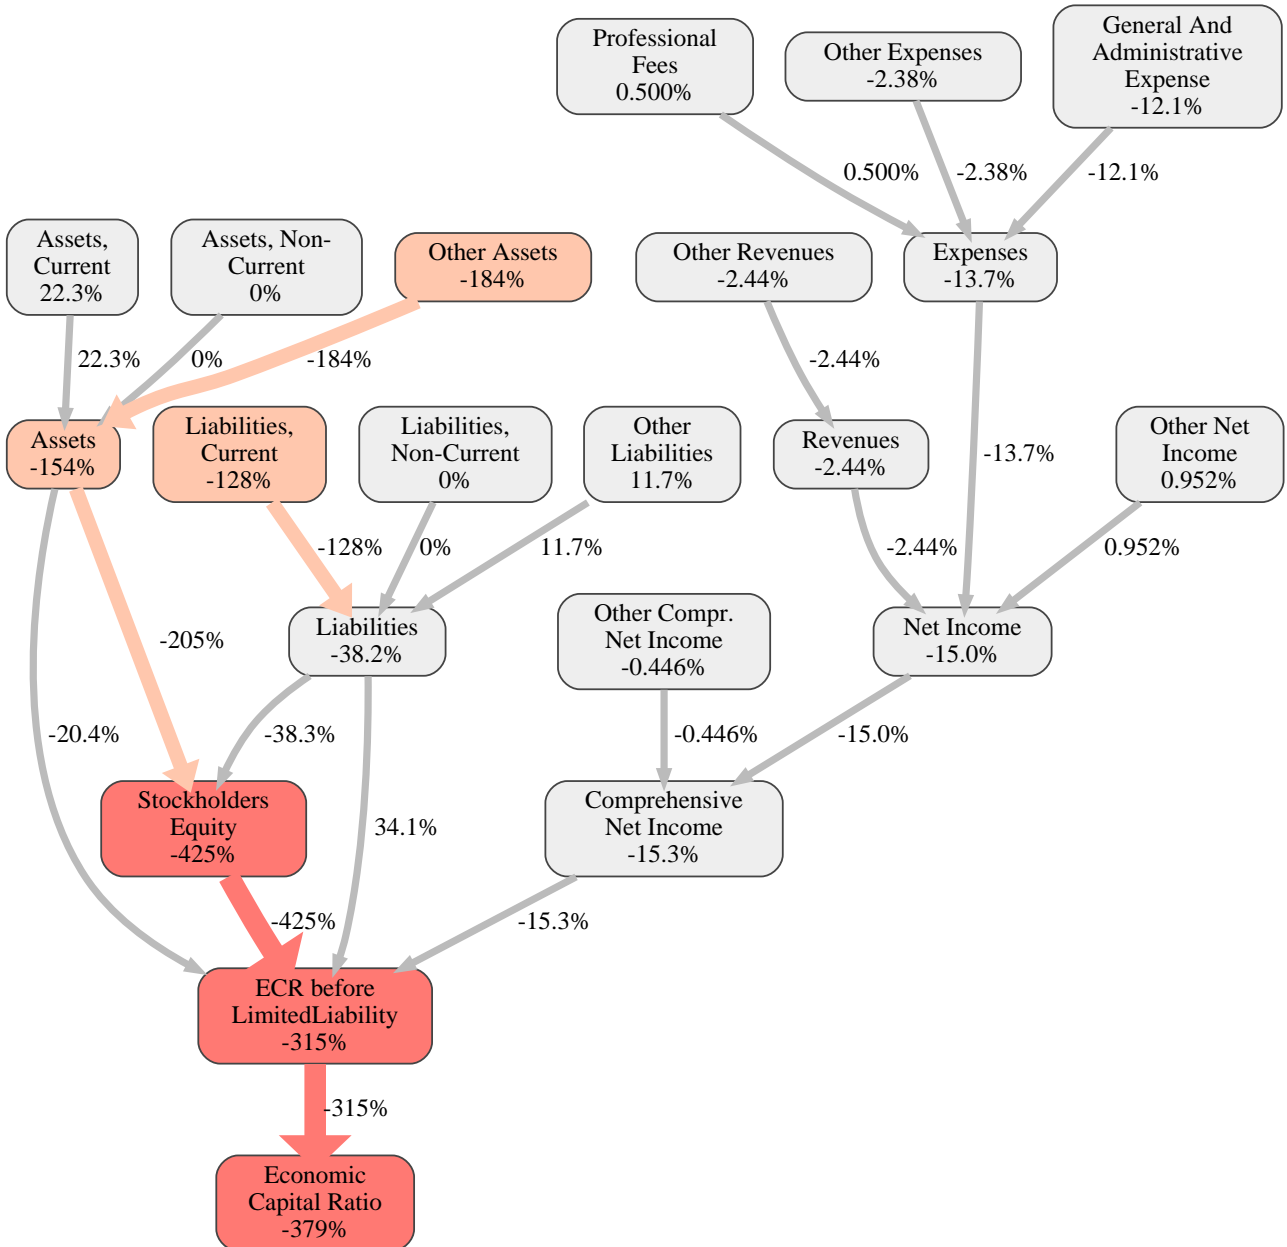 Professional
Fees
0.500%
Other Expenses
-2.38%
General And
Administrative
Expense
-12.1%
0.500%
-2.38%
-12.1%
Assets,
Current
22.3%
Assets, Non-
Current
0%
Other Assets
-184%
Other Revenues
-2.44%
Expenses
-13.7%
22.3%
0%
-184%
-2.44%
Assets
-154%
Liabilities,
Current
-128%
Liabilities,
Non-Current
0%
Other
Liabilities
11.7%
Revenues
-2.44%
-13.7%
Other Net
Income
0.952%
-128%
0%
11.7%
-2.44%
0.952%
-205%
Liabilities
-38.2%
Other Compr.
Net Income
-0.446%
Net Income
-15.0%
-20.4%
-38.3%
-0.446%
-15.0%
Stockholders
Equity
-425%
34.1%
Comprehensive
Net Income
-15.3%
-425%
-15.3%
ECR before
LimitedLiability
-315%
-315%
Economic
Capital Ratio
-379%